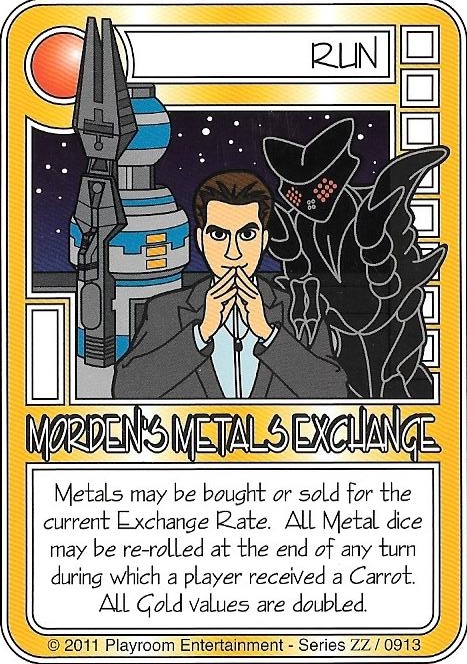 RUN
MORDEN'S METALS EXCHANGE
Metals may be bought or sold for the
current Exchange Rate. All Metal dice
may be re-rolled at the end of any turn
during which a player received a Carrot.
All Gold values are doubled.
© 2011 Playroom Entertainment - Series ZZ / 0913